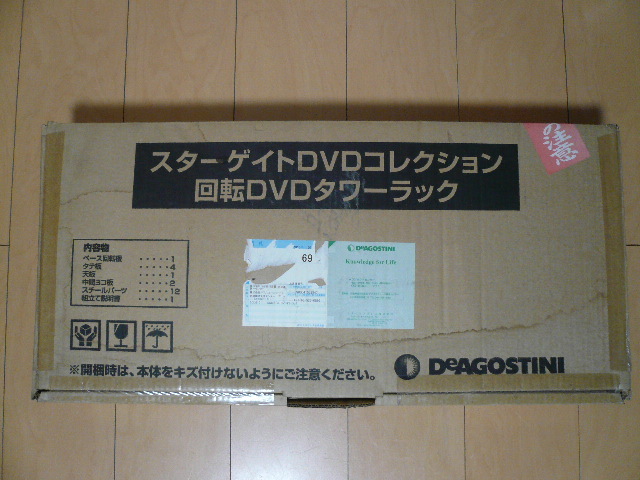 スターゲイトDVDコレクション
回転DVDタワーラック
の注意
内容物
ベース回転板・・・・・1
タテ板・・・・・4
天板・・・・・1
中間ヨコ板・・・・・2
スチールパーツ・・・・・12
組立て説明書・・・・・1
69
DEAGOSTINI
Knowledge for Life
DEAGOSTINI
※開梱時は、本体をキズ付けないようにご注意ください。